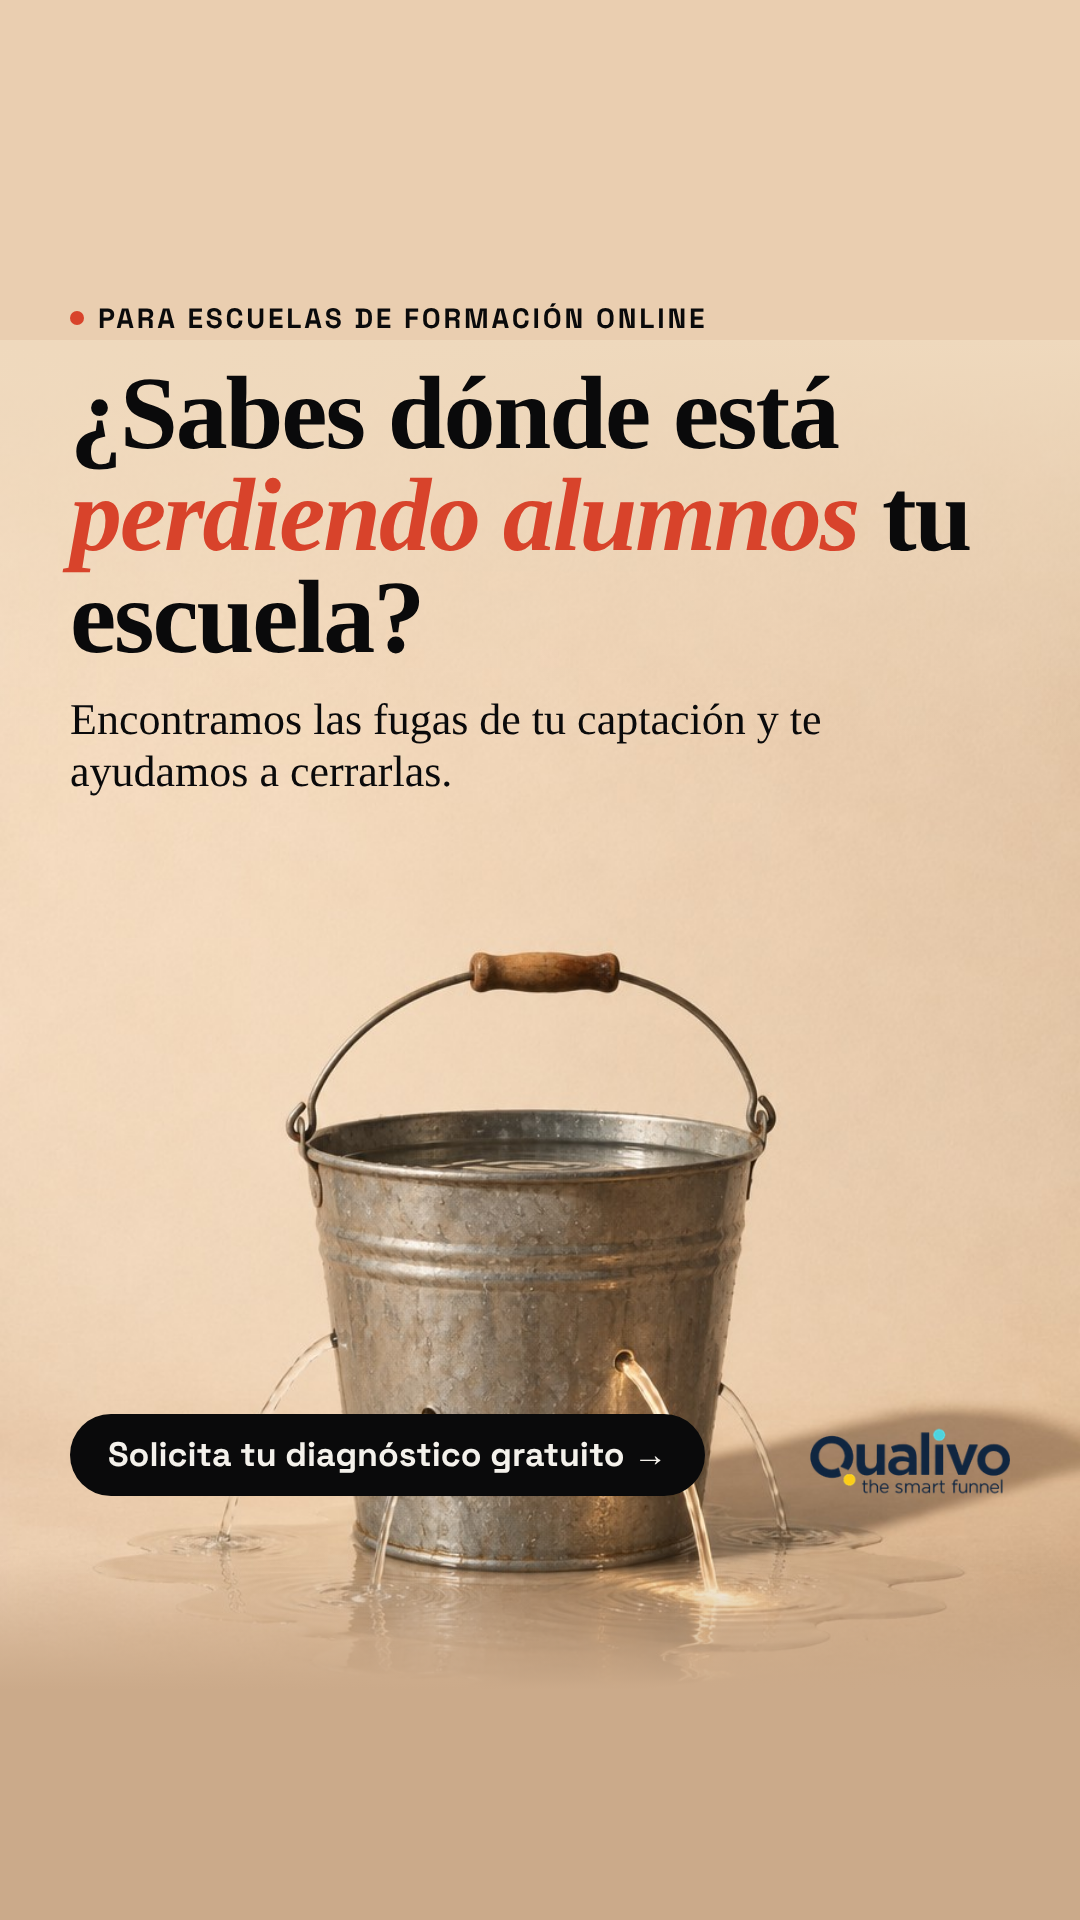 PARA ESCUELAS DE FORMACIÓN ONLINE
¿Sabes dónde está
perdiendo alumnos tu
escuela?
Encontramos las fugas de tu captación y te
ayudamos a cerrarlas.
Solicita tu diagnóstico gratuito →
Qualivo
the smart funnel